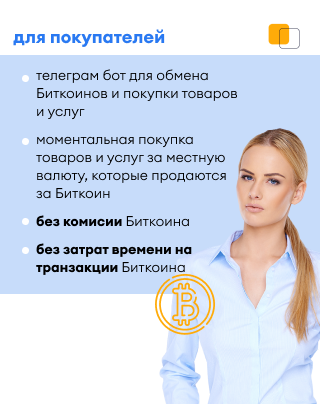 для покупателей
телеграм бот для обмена
Биткоинов и покупки товаров
и услуг
моментальная покупка
товаров и услуг за местную
валюту, которые продаются
за Биткоин
без комисии Биткоина
без затрат времени на
транзакции Биткоина